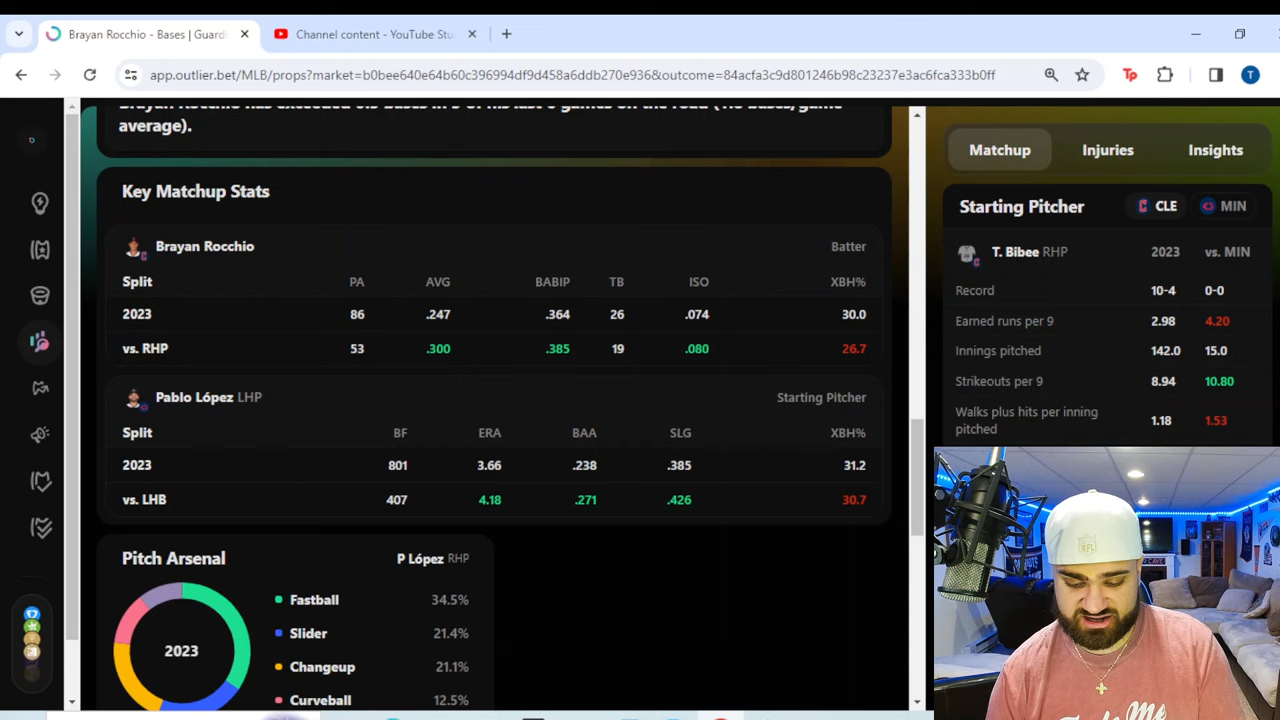 Brayan Rocchio - Bases | Guardi
Channel content - YouTube Stu
app.outlier.bet/MLB/props?market=b0bee640f64b60c396994df9d458a6ddb270e936&outcome=84acfa3c9d801246b98c23237e3ac6fca333b0ff
Tp
T
average).
Key Matchup Stats
Brayan Rocchio Batter
Split PA AVG BABIP TB ISO XBH%
2023 86 .247 .364 26 .074 30.0
vs. RHP 53 .300 .385 19 .080 26.7
Pablo López LHP Starting Pitcher
Split BF ERA BAA SLG XBH%
2023 801 3.66 .238 .385 31.2
vs. LHB 407 4.18 .271 .426 30.7
Pitch Arsenal P López RHP
2023
Fastball 34.5%
Slider 21.4%
Changeup 21.1%
Curveball 12.5%
Matchup Injuries Insights
Starting Pitcher CLE MIN
T. Bibee RHP 2023 vs. MIN
Record 10-4 0-0
Earned runs per 9 2.98 4.20
Innings pitched 142.0 15.0
Strikeouts per 9 8.94 10.80
Walks plus hits per inning
pitched 1.18 1.53
NFL